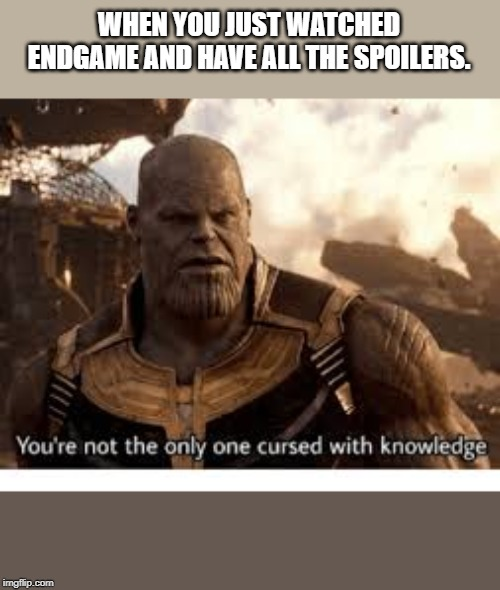 WHEN YOU JUST WATCHED
ENDGAME AND HAVE ALL THE SPOILERS.
You're not the only one cursed with knowledge
imgflip.com